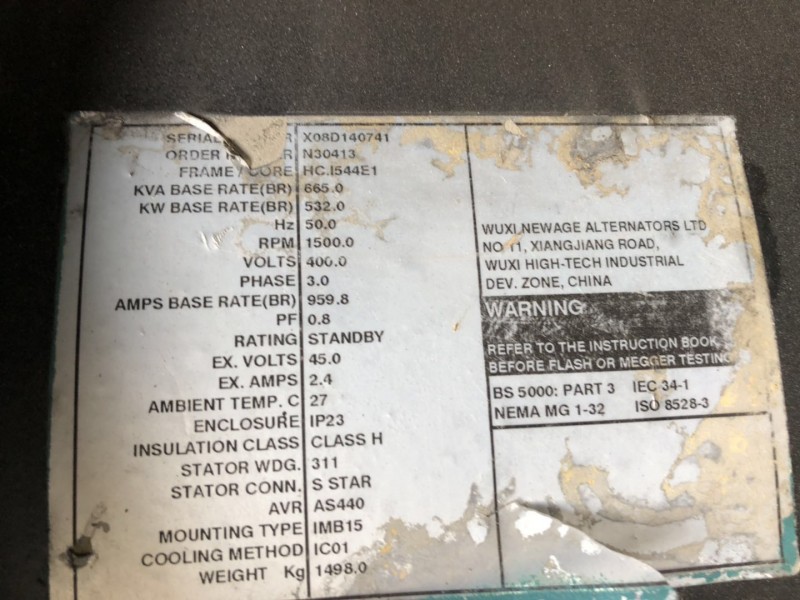 SERIAL X08D140741
ORDER N30413
FRAME / CORE HC.I544E1
KVA BASE RATE(BR) 665.0
KW BASE RATE(BR) 532.0
Hz 50.0
RPM 1500.0
VOLTS 400.0
PHASE 3.0
AMPS BASE RATE(BR) 959.8
PF 0.8
RATING STANDBY
EX. VOLTS 45.0
EX. AMPS 2.4
AMBIENT TEMP. C 27
ENCLOSURE IP23
INSULATION CLASS CLASS H
STATOR WDG. 311
STATOR CONN. S STAR
AVR AS440
MOUNTING TYPE IMB15
COOLING METHOD IC01
WEIGHT Kg 1498.0
WUXI NEWAGE ALTERNATORS LTD
NO 11, XIANGJIANG ROAD,
WUXI HIGH-TECH INDUSTRIAL
DEV. ZONE, CHINA
WARNING
REFER TO THE INSTRUCTION BOOK
BEFORE FLASH OR MEGGER TESTING
BS 5000: PART 3 IEC 34-1
NEMA MG 1-32 ISO 8528-3